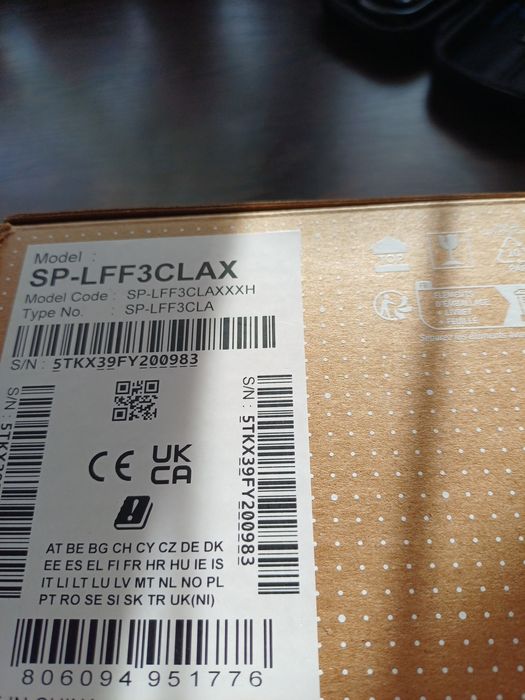 Model :
SP-LFF3CLAX
Model Code : SP-LFF3CLAXXXH
Type No. : SP-LFF3CLA
S/N : 5TKX39FY200983
S/N : 5TKX39FY200983
CE UK
CA
AT BE BG CH CY CZ DE DK
EE ES EL FI FR HR HU IE IS
IT LI LT LU LV MT NL NO PL
PT RO SE SI SK TR UK(NI)
806094 951776